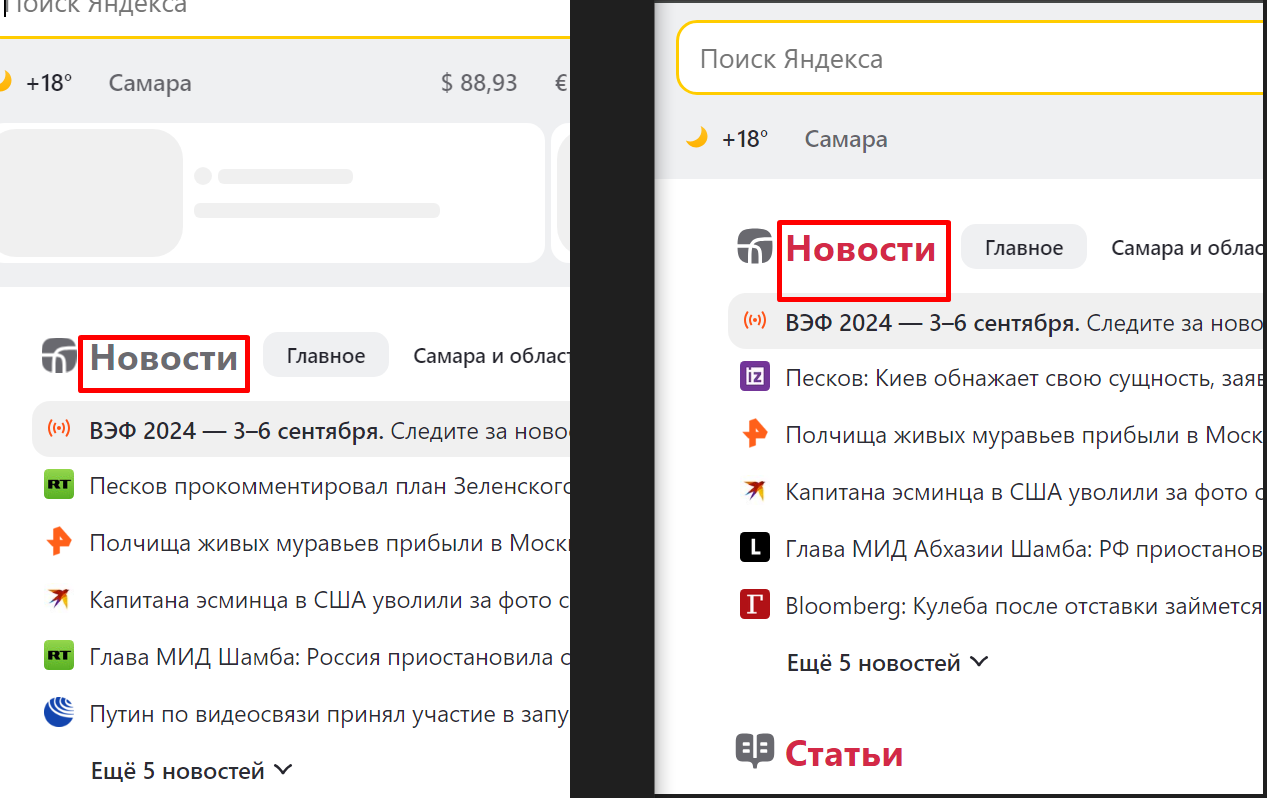 Поиск Яндекса
+18° Самара $ 88,93 €
Новости Главное Самара и област
ВЭФ 2024 — 3–6 сентября. Следите за ново
RT Песков прокомментировал план Зеленского
Полчища живых муравьев прибыли в Моск
Капитана эсминца в США уволили за фото с
RT Глава МИД Шамба: Россия приостановила о
Путин по видеосвязи принял участие в запу
Ещё 5 новостей
Поиск Яндекса
+18° Самара
Новости Главное Самара и облас
ВЭФ 2024 — 3–6 сентября. Следите за ново
IZ Песков: Киев обнажает свою сущность, заяв
Полчища живых муравьев прибыли в Моск
Капитана эсминца в США уволили за фото с
L Глава МИД Абхазии Шамба: РФ приостанов
Г Bloomberg: Кулеба после отставки займется
Ещё 5 новостей
Статьи